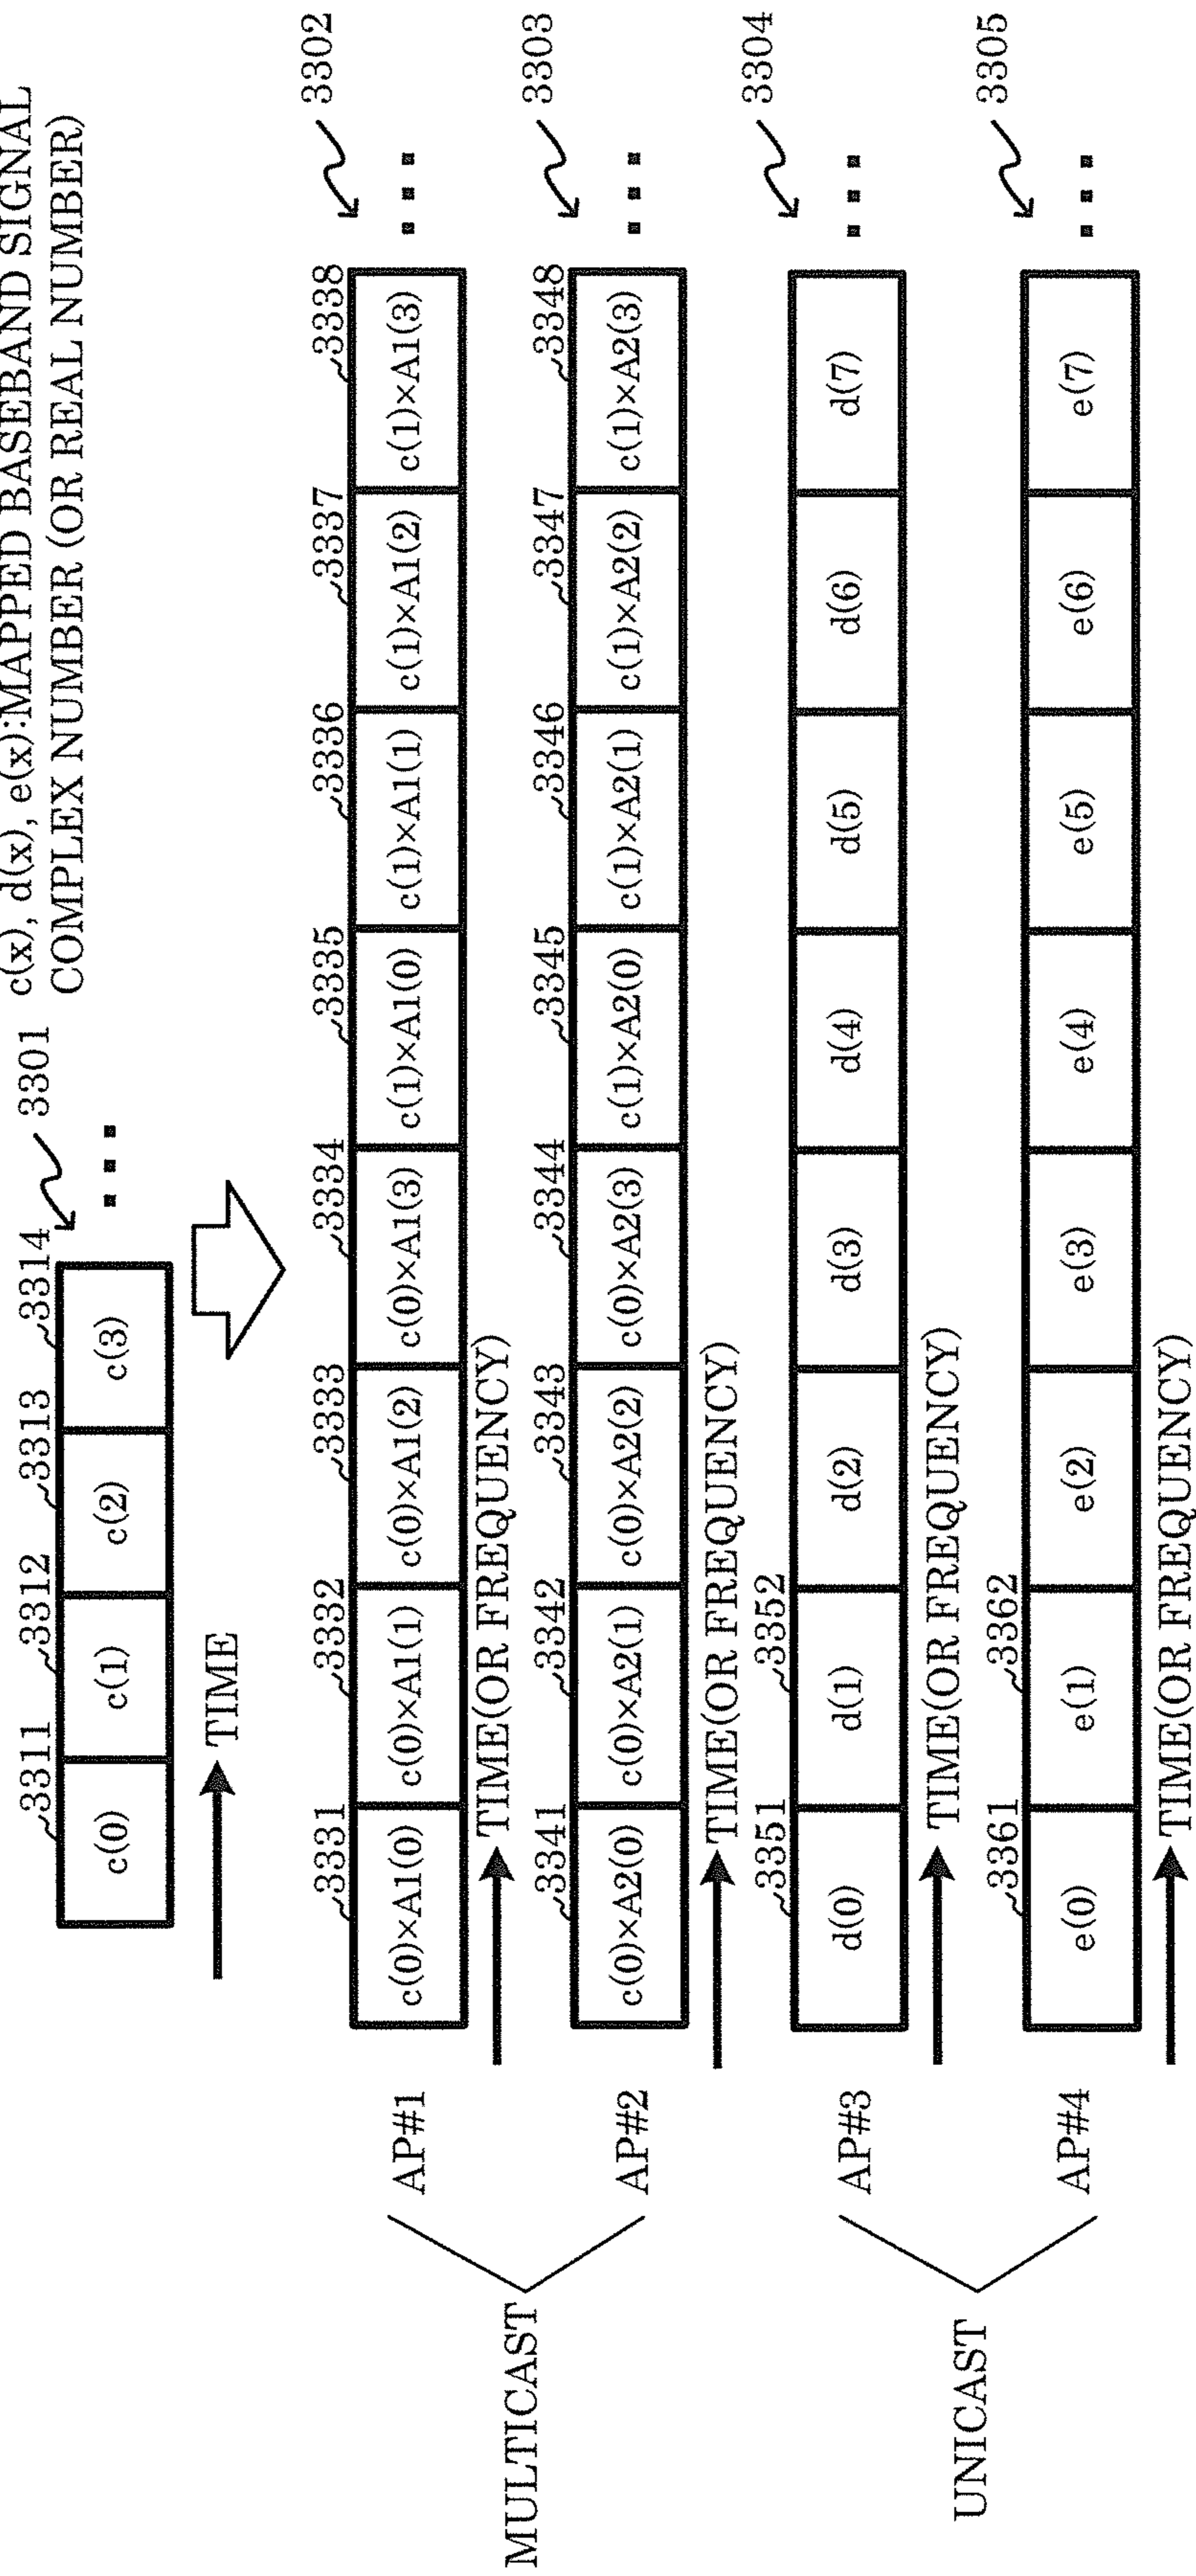 c(x), d(x), e(x):MAPPED BASEBAND SIGNAL
COMPLEX NUMBER (OR REAL NUMBER)
3311 3312 3313 3314 3301
c(0) c(1) c(2) c(3) ...
TIME
3331 3332 3333 3334 3335 3336 3337 3338 3302
AP#1 c(0)×A1(0) c(0)×A1(1) c(0)×A1(2) c(0)×A1(3) c(1)×A1(0) c(1)×A1(1) c(1)×A1(2) c(1)×A1(3) ...
TIME(OR FREQUENCY)
MULTICAST
3341 3342 3343 3344 3345 3346 3347 3348 3303
AP#2 c(0)×A2(0) c(0)×A2(1) c(0)×A2(2) c(0)×A2(3) c(1)×A2(0) c(1)×A2(1) c(1)×A2(2) c(1)×A2(3) ...
TIME(OR FREQUENCY)
3351 3352 3304
AP#3 d(0) d(1) d(2) d(3) d(4) d(5) d(6) d(7) ...
TIME(OR FREQUENCY)
UNICAST
3361 3362 3305
AP#4 e(0) e(1) e(2) e(3) e(4) e(5) e(6) e(7) ...
TIME(OR FREQUENCY)